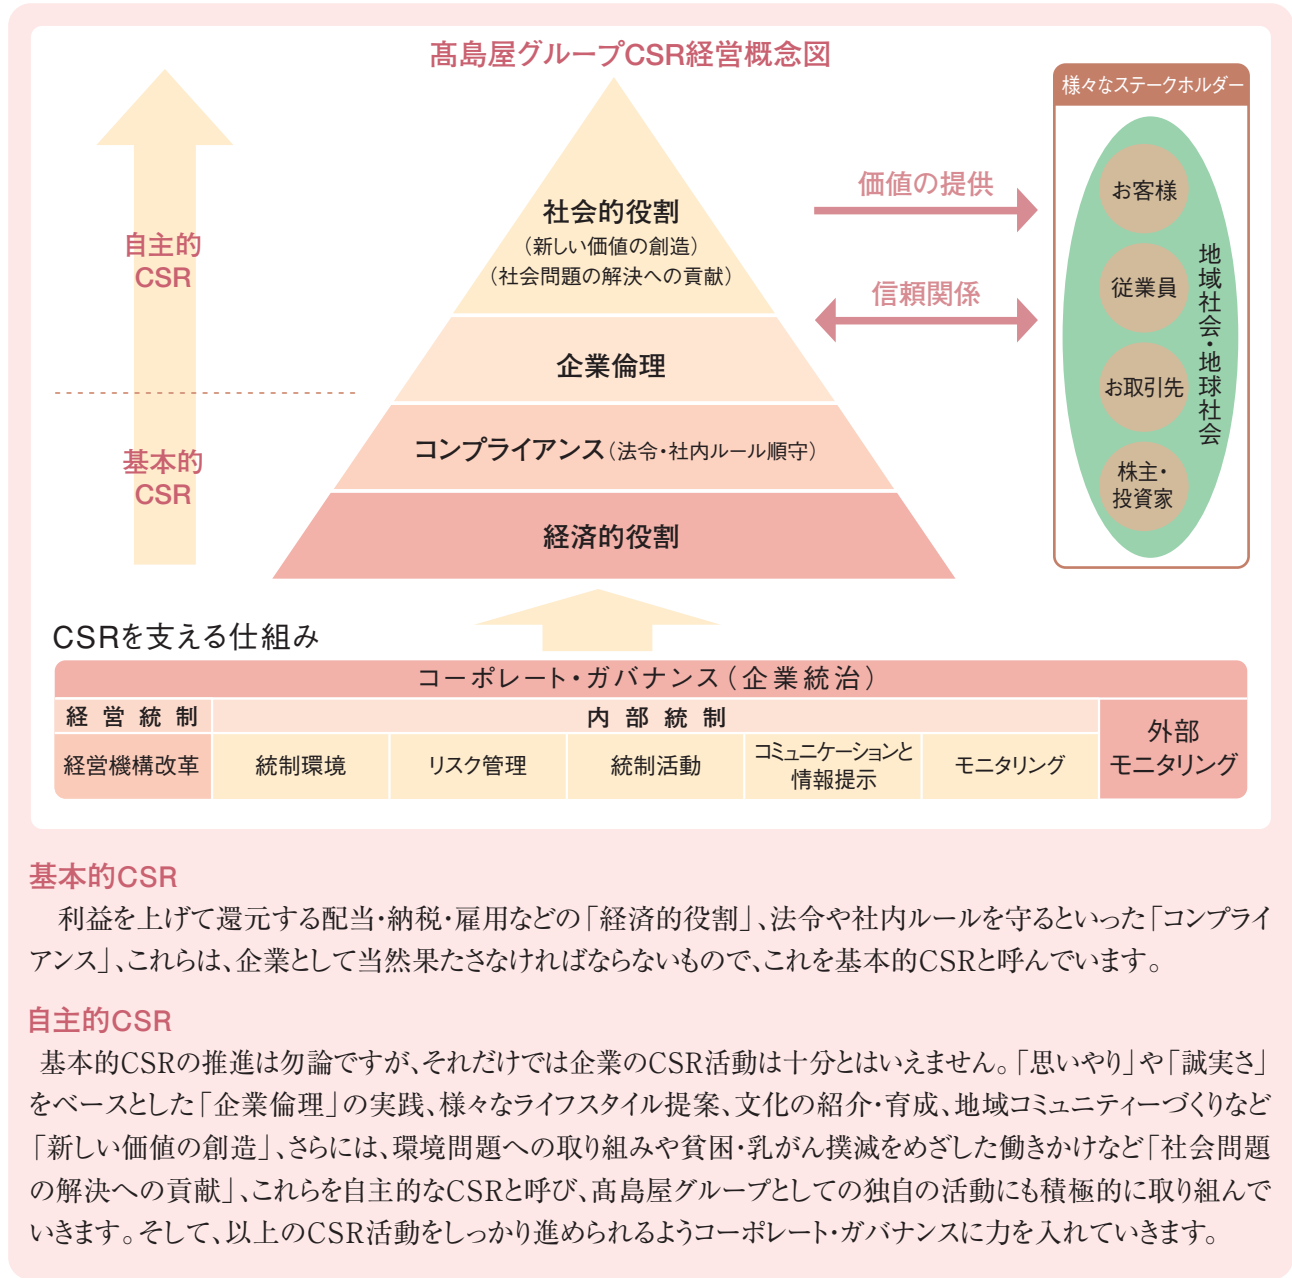 髙島屋グループCSR経営概念図
自主的
CSR
基本的
CSR
社会的役割
(新しい価値の創造)
(社会問題の解決への貢献)
企業倫理
コンプライアンス(法令・社内ルール順守)
経済的役割
価値の提供
信頼関係
様々なステークホルダー
お客様
従業員
お取引先
株主・
投資家
地域社会・地球社会
CSRを支える仕組み
コーポレート・ガバナンス(企業統治)
経営統制
内部統制
外部
モニタリング
経営機構改革
統制環境
リスク管理
統制活動
コミュニケーションと
情報提示
モニタリング
基本的CSR
利益を上げて還元する配当・納税・雇用などの「経済的役割」、法令や社内ルールを守るといった「コンプライ
アンス」、これらは、企業として当然果たさなければならないもので、これを基本的CSRと呼んでいます。
自主的CSR
基本的CSRの推進は勿論ですが、それだけでは企業のCSR活動は十分とはいえません。「思いやり」や「誠実さ」
をベースとした「企業倫理」の実践、様々なライフスタイル提案、文化の紹介・育成、地域コミュニティーづくりなど
「新しい価値の創造」、さらには、環境問題への取り組みや貧困・乳がん撲滅をめざした働きかけなど「社会問題
の解決への貢献」、これらを自主的なCSRと呼び、髙島屋グループとしての独自の活動にも積極的に取り組んで
いきます。そして、以上のCSR活動をしっかり進められるようコーポレート・ガバナンスに力を入れていきます。